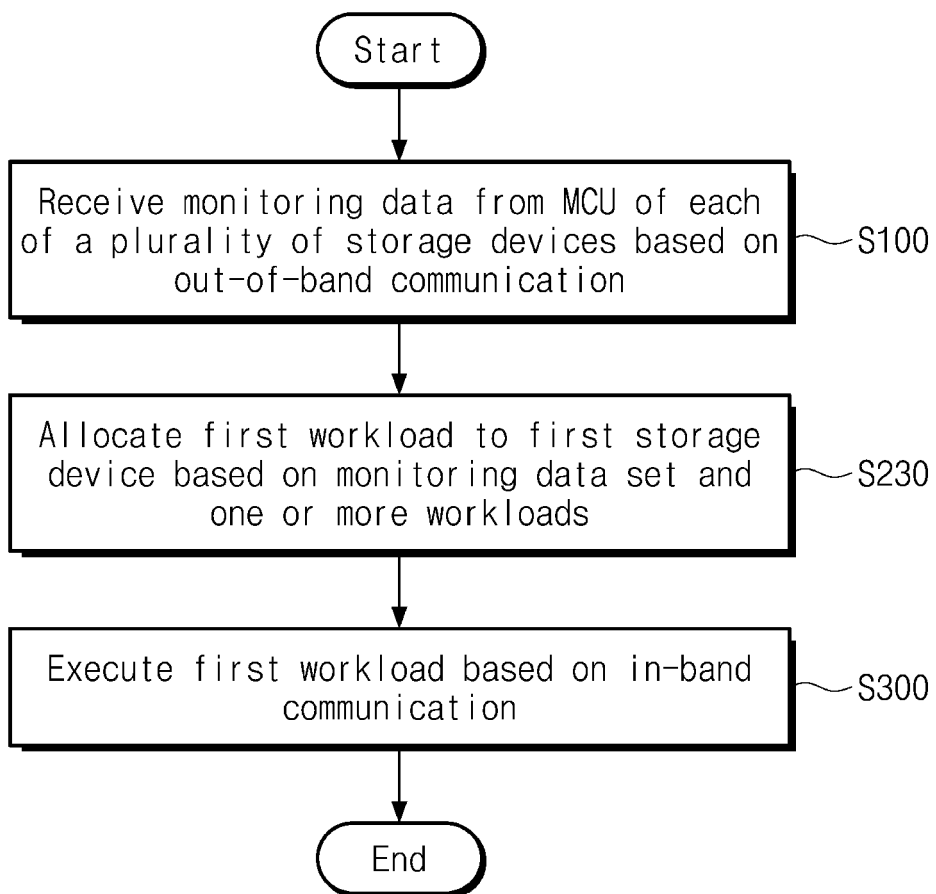 Start
Receive monitoring data from MCU of each
of a plurality of storage devices based on
out-of-band communication
S100
Allocate first workload to first storage
device based on monitoring data set and
one or more workloads
S230
Execute first workload based on in-band
communication
S300
End